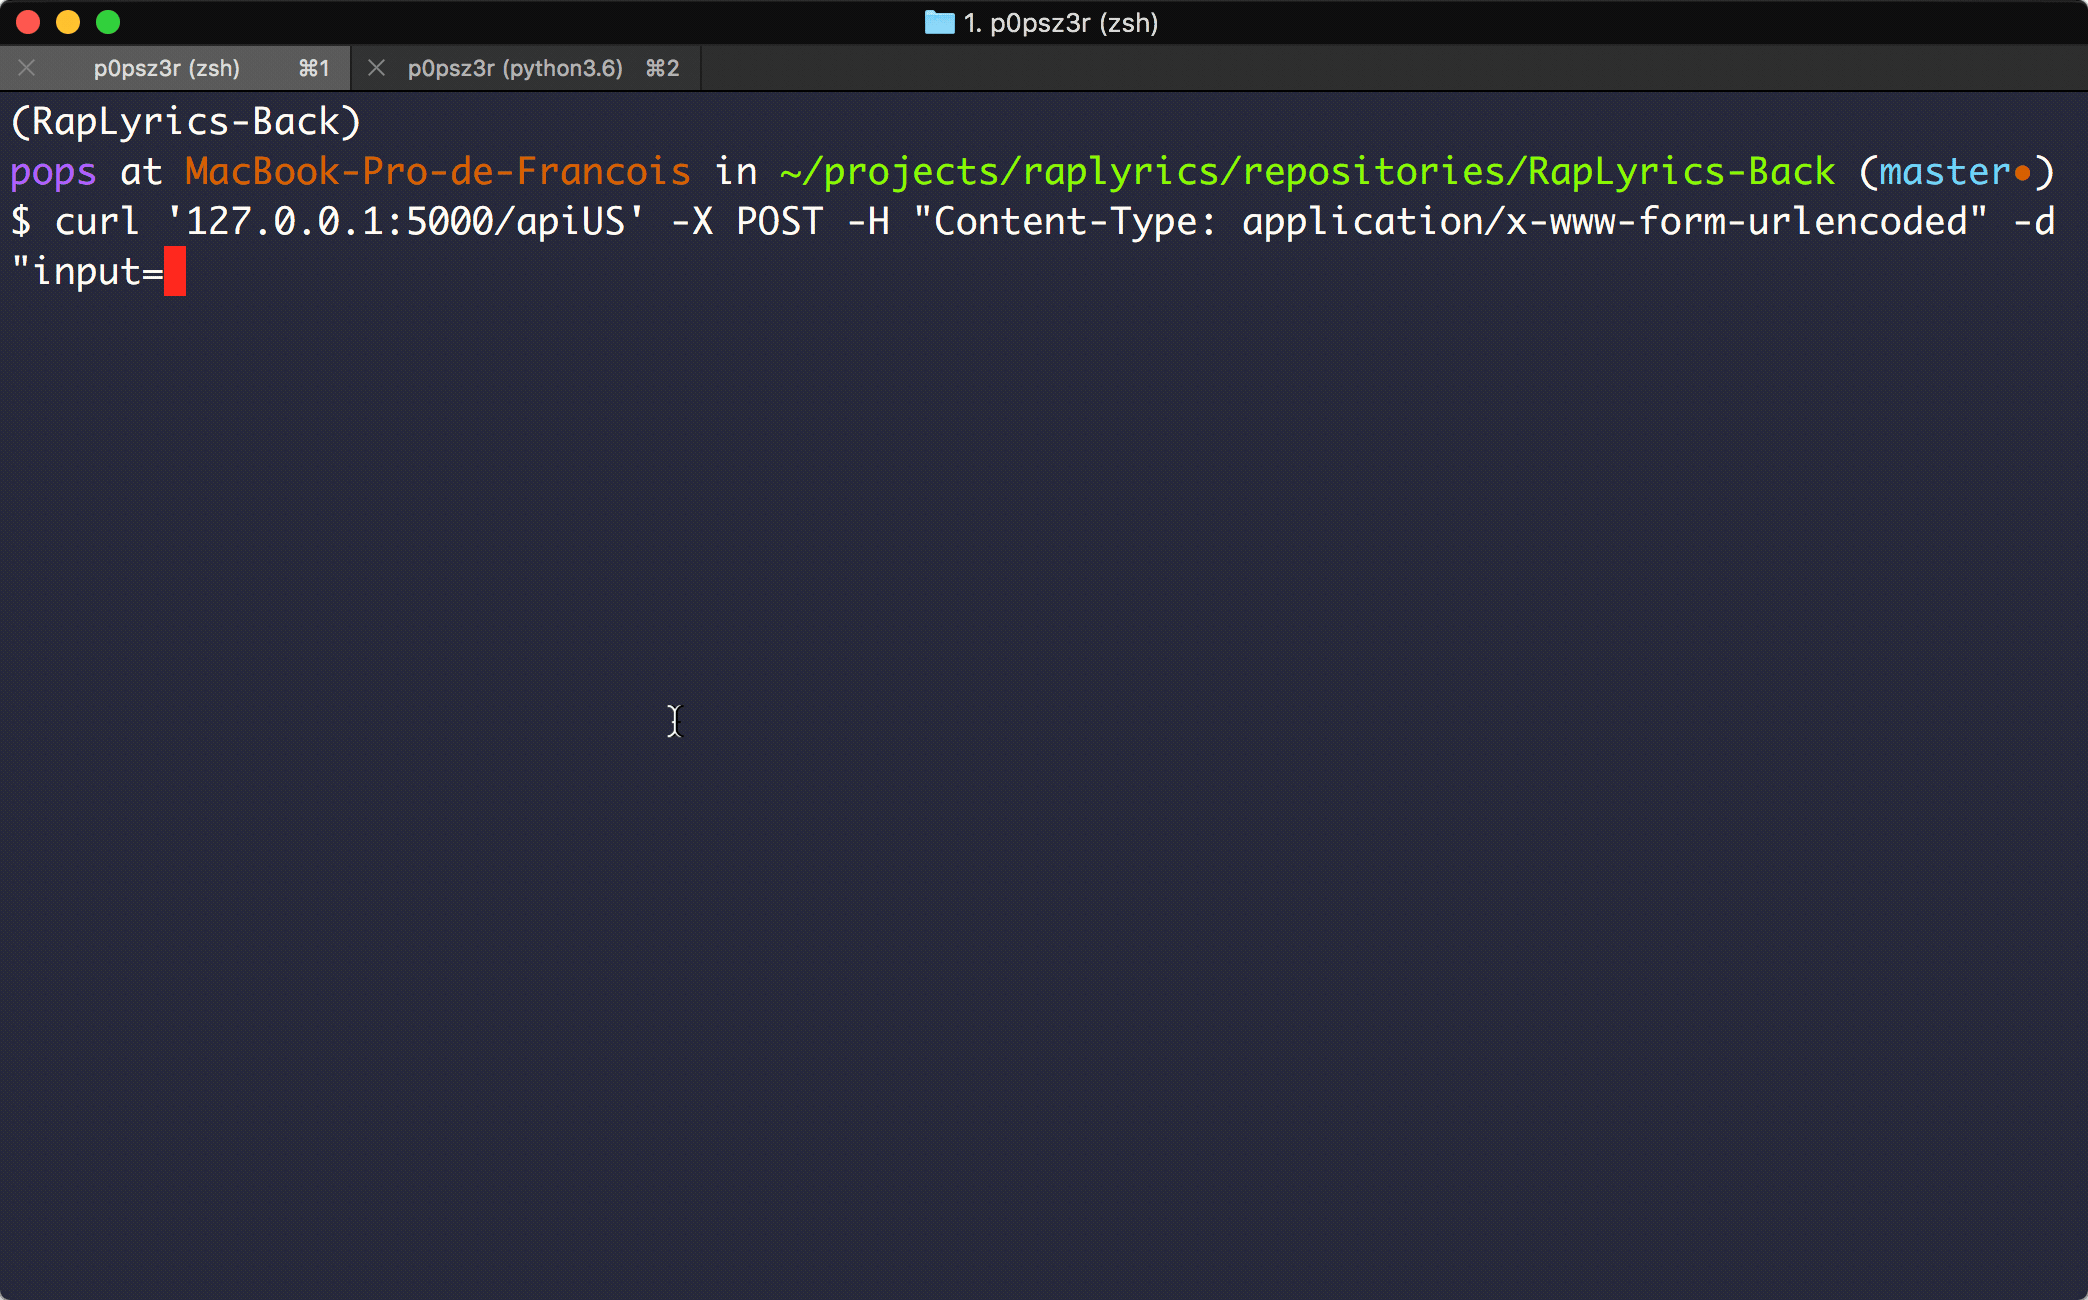 1. p0psz3r (zsh)
p0psz3r (zsh) ⌘1 p0psz3r (python3.6) ⌘2
(RapLyrics-Back)
pops at MacBook-Pro-de-Francois in ~/projects/raplyrics/repositories/RapLyrics-Back (master•)
$ curl '127.0.0.1:5000/apiUS' -X POST -H "Content-Type: application/x-www-form-urlencoded" -d
"input=